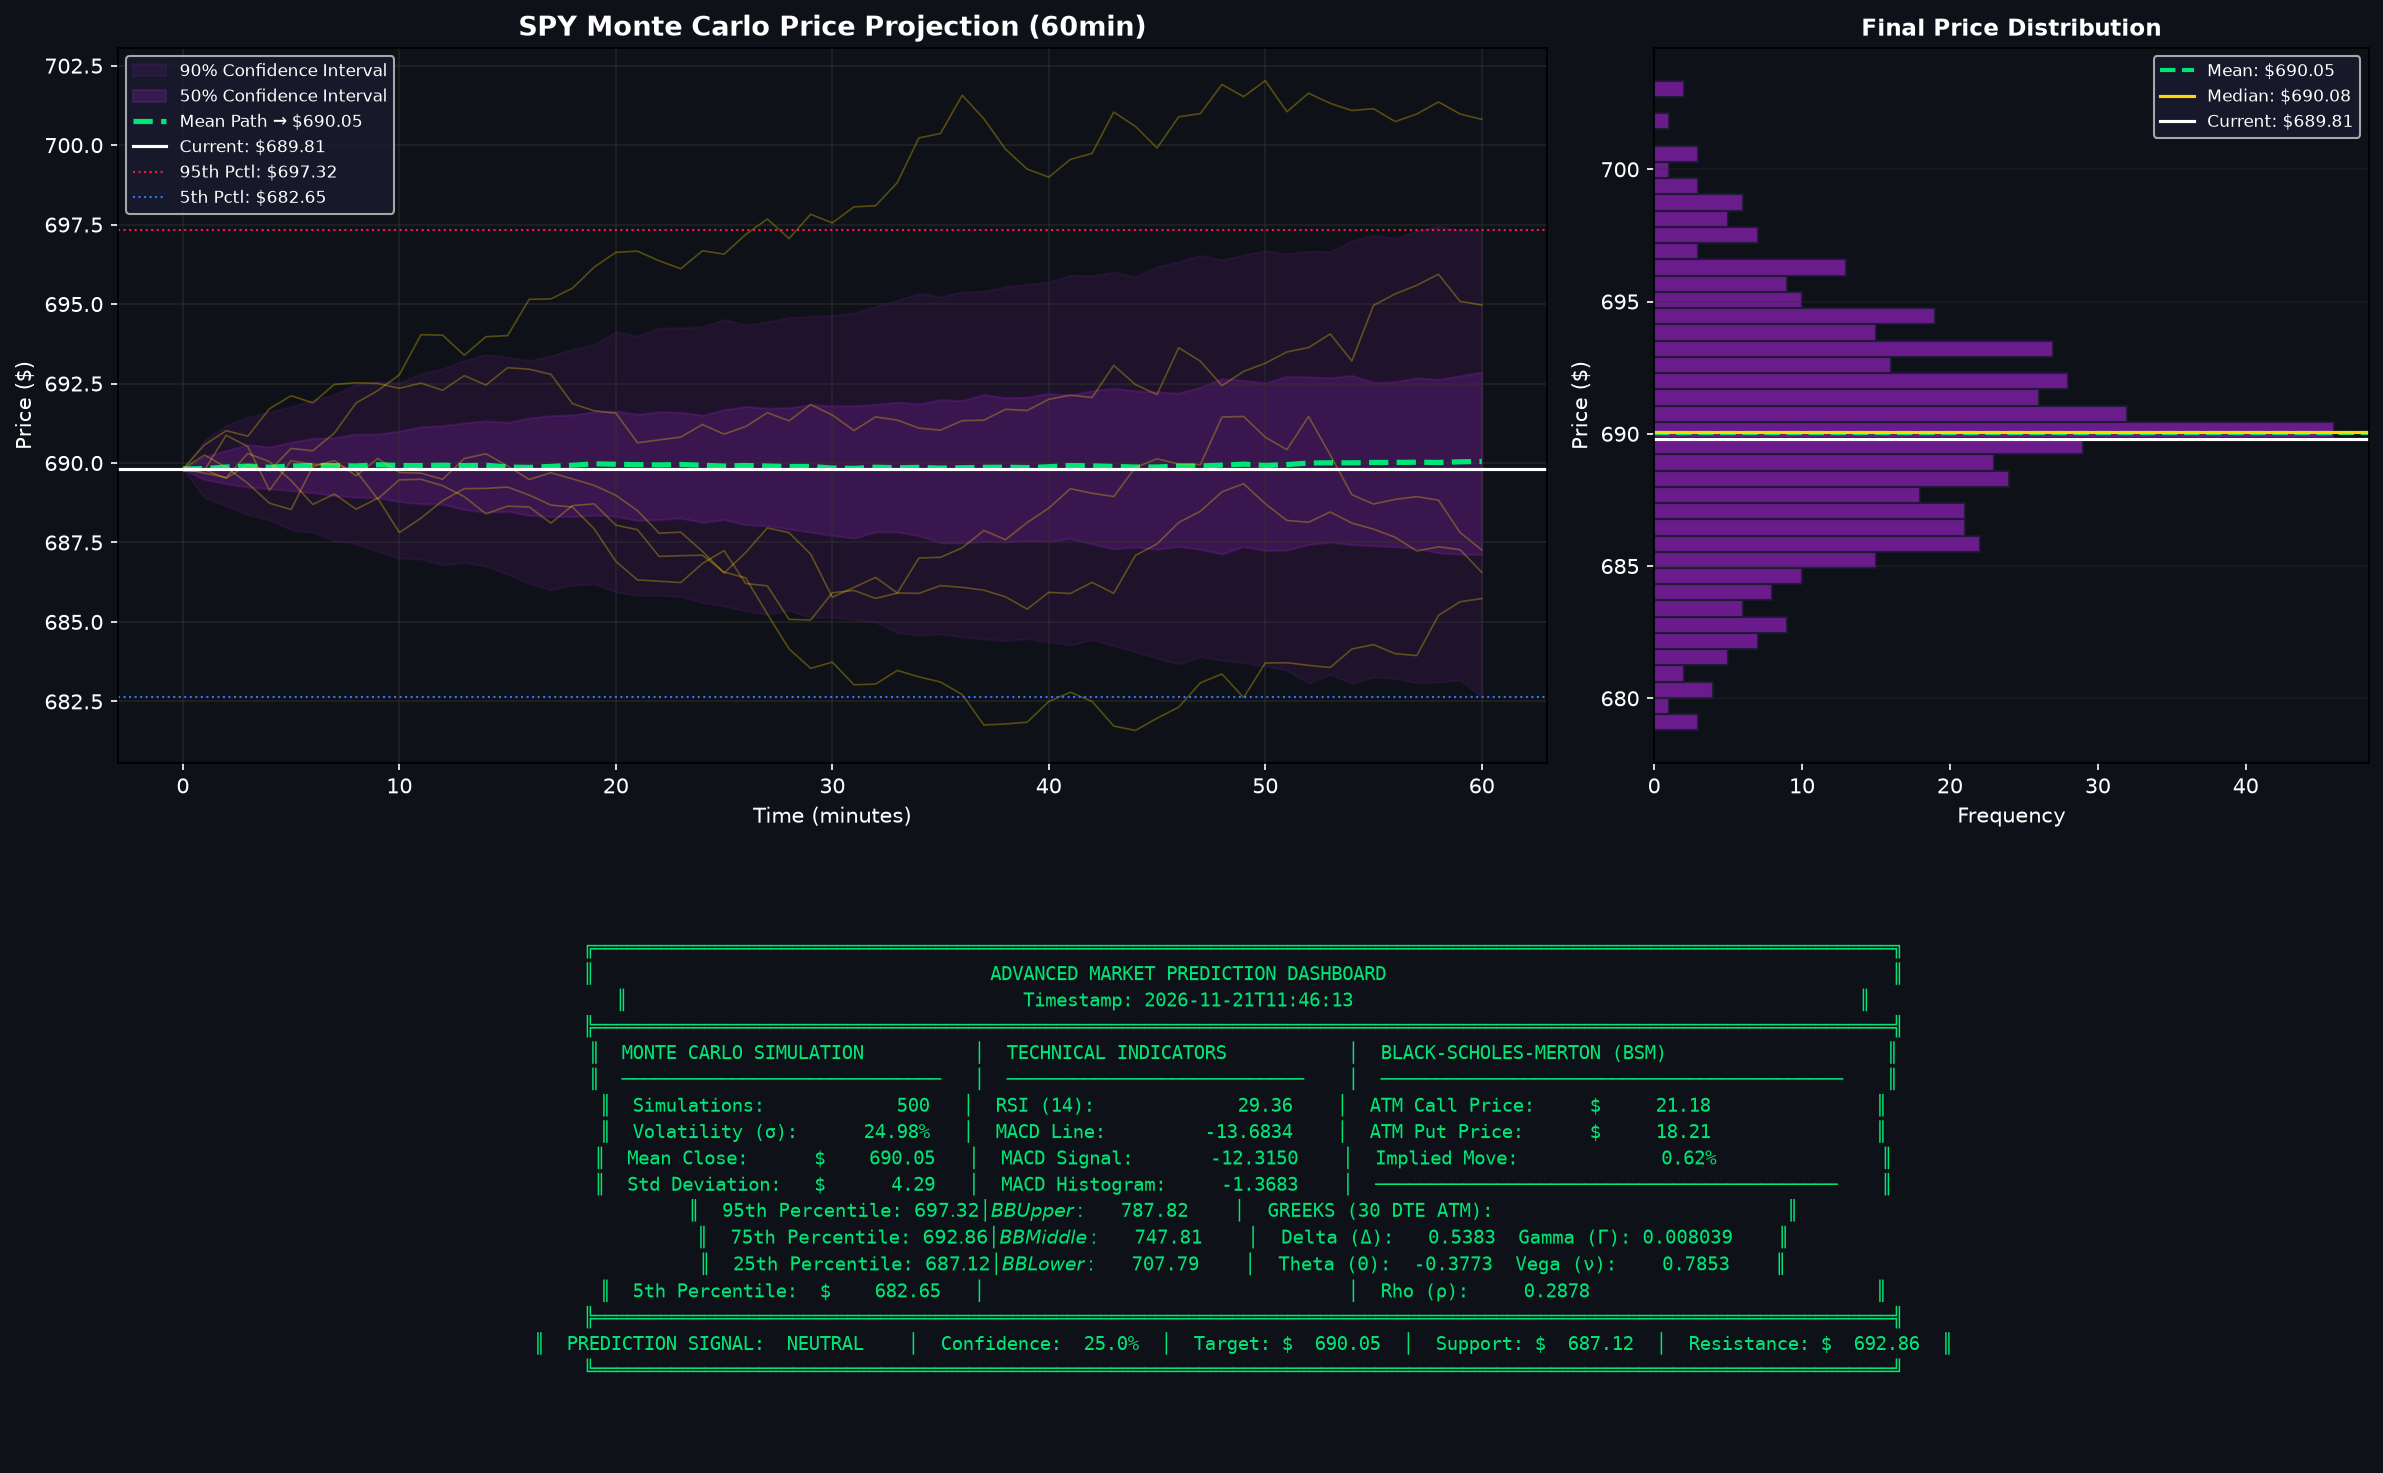 SPY Monte Carlo Price Projection (60min)
90% Confidence Interval
50% Confidence Interval
Mean Path → $690.05
Current: $689.81
95th Pctl: $697.32
5th Pctl: $682.65
Price ($)
702.5
700.0
697.5
695.0
692.5
690.0
687.5
685.0
682.5
0 10 20 30 40 50 60
Time (minutes)
Final Price Distribution
Mean: $690.05
Median: $690.08
Current: $689.81
Price ($)
700
695
690
685
680
0 10 20 30 40
Frequency
ADVANCED MARKET PREDICTION DASHBOARD
Timestamp: 2026-11-21T11:46:13
MONTE CARLO SIMULATION │ TECHNICAL INDICATORS │ BLACK-SCHOLES-MERTON (BSM)
Simulations: 500 │ RSI (14): 29.36 │ ATM Call Price: $ 21.18
Volatility (σ): 24.98% │ MACD Line: -13.6834 │ ATM Put Price: $ 18.21
Mean Close: $ 690.05 │ MACD Signal: -12.3150 │ Implied Move: 0.62%
Std Deviation: $ 4.29 │ MACD Histogram: -1.3683 │
95th Percentile: 697.32│BBUpper: 787.82 │ GREEKS (30 DTE ATM):
75th Percentile: 692.86│BBMiddle: 747.81 │ Delta (Δ): 0.5383 Gamma (Γ): 0.008039
25th Percentile: 687.12│BBLower: 707.79 │ Theta (Θ): -0.3773 Vega (ν): 0.7853
5th Percentile: $ 682.65 │ │ Rho (ρ): 0.2878
PREDICTION SIGNAL: NEUTRAL │ Confidence: 25.0% │ Target: $ 690.05 │ Support: $ 687.12 │ Resistance: $ 692.86